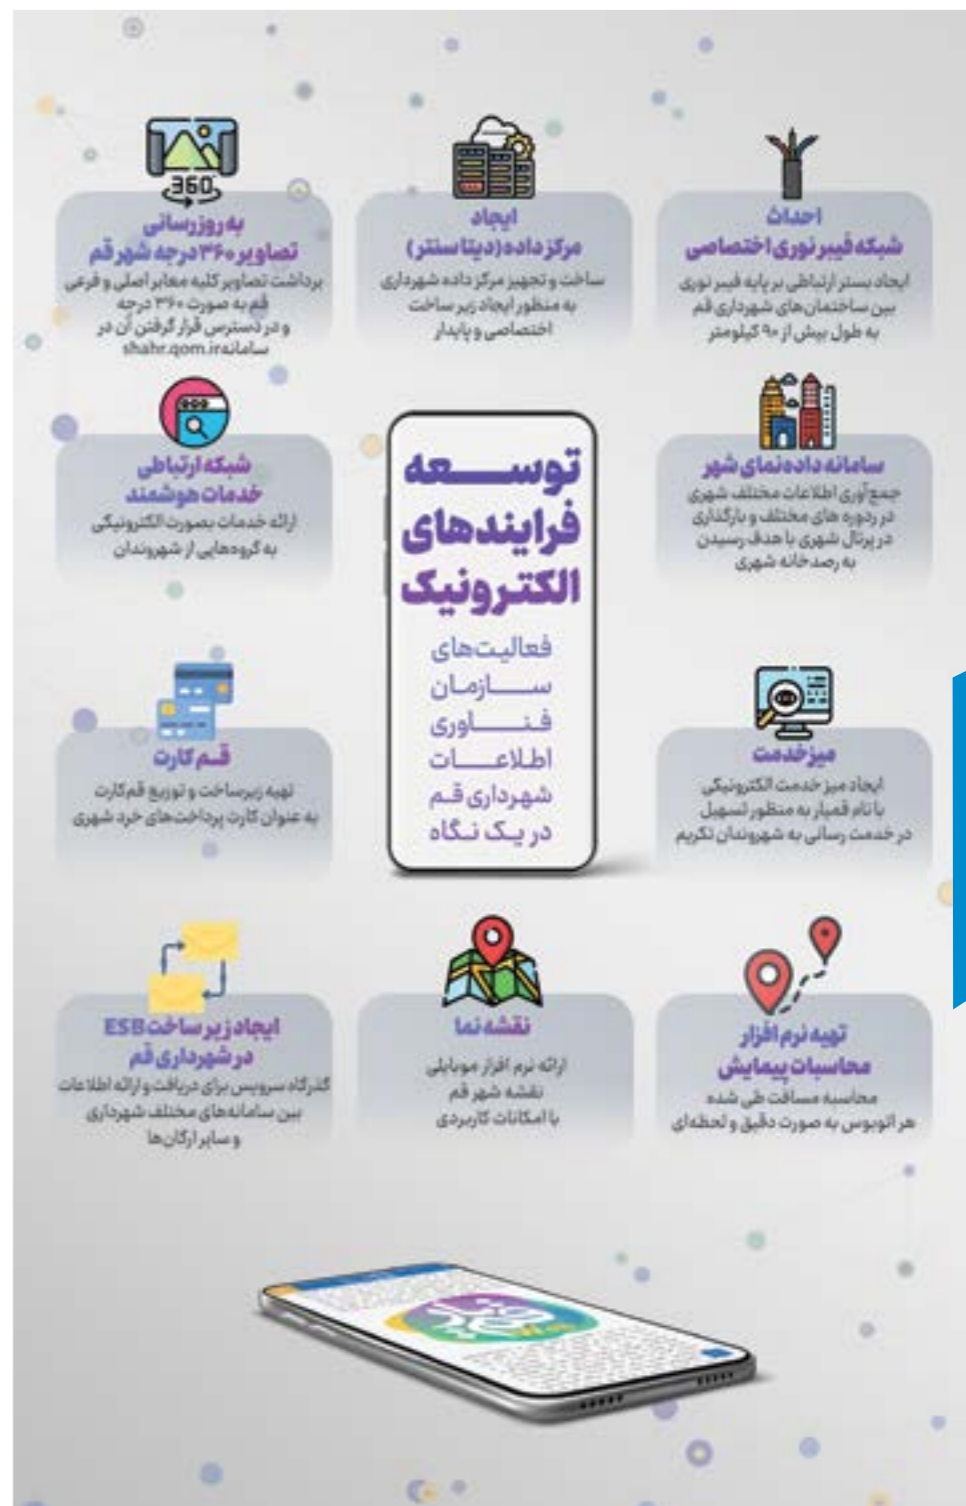 احداث
شبکه فیبر نوری اختصاصی
ایجاد بستر ارتباطی بر پایه فیبر نوری
بین ساختمان‌های شهرداری قم
به طول بیش از ۹۰ کیلومتر
ایجاد
مرکز داده (دیتا سنتر)
ساخت و تجهیز مرکز داده شهرداری
به منظور ایجاد زیر ساخت
اختصاصی و پایدار
360°
به روز رسانی
تصاویر ۳۶۰ درجه شهر قم
برداشت تصاویر کلیه معابر اصلی و فرعی
قم به صورت ۳۶۰ درجه
و در دسترس قرار گرفتن آن در
سامانه shahr.qom.ir
توسعه
فرایندهای
الکترونیک
فعالیت‌های
سازمان
فناوری
اطلاعات
شهرداری قم
در یک نگاه
سامانه داده‌نمای شهر
جمع‌آوری اطلاعات مختلف شهری
در دوره های مختلف و بارگذاری
در پرتال شهری با هدف رسیدن
به رصد خانه شهری
شبکه ارتباطی
خدمات هوشمند
ارائه خدمات بصورت الکترونیکی
به گروه‌هایی از شهروندان
میز خدمت
ایجاد میز خدمت الکترونیکی
با نام قمیار به منظور تسهیل
در خدمت رسانی به شهروندان تکریم
قم کارت
تهیه زیرساخت و توزیع قم‌کارت
به عنوان کارت پرداخت‌های خرد شهری
تهیه نرم افزار
محاسبات پیمایش
محاسبه مسافت طی شده
هر اتوبوس به صورت دقیق و لحظه‌ای
نقشه نما
ارائه نرم افزار موبایلی
نقشه شهر قم
با امکانات کاربردی
ایجاد زیر ساخت ESB
در شهرداری قم
گذرگاه سرویس برای دریافت و ارائه اطلاعات
بین سامانه‌های مختلف شهرداری
و سایر ارگان‌ها